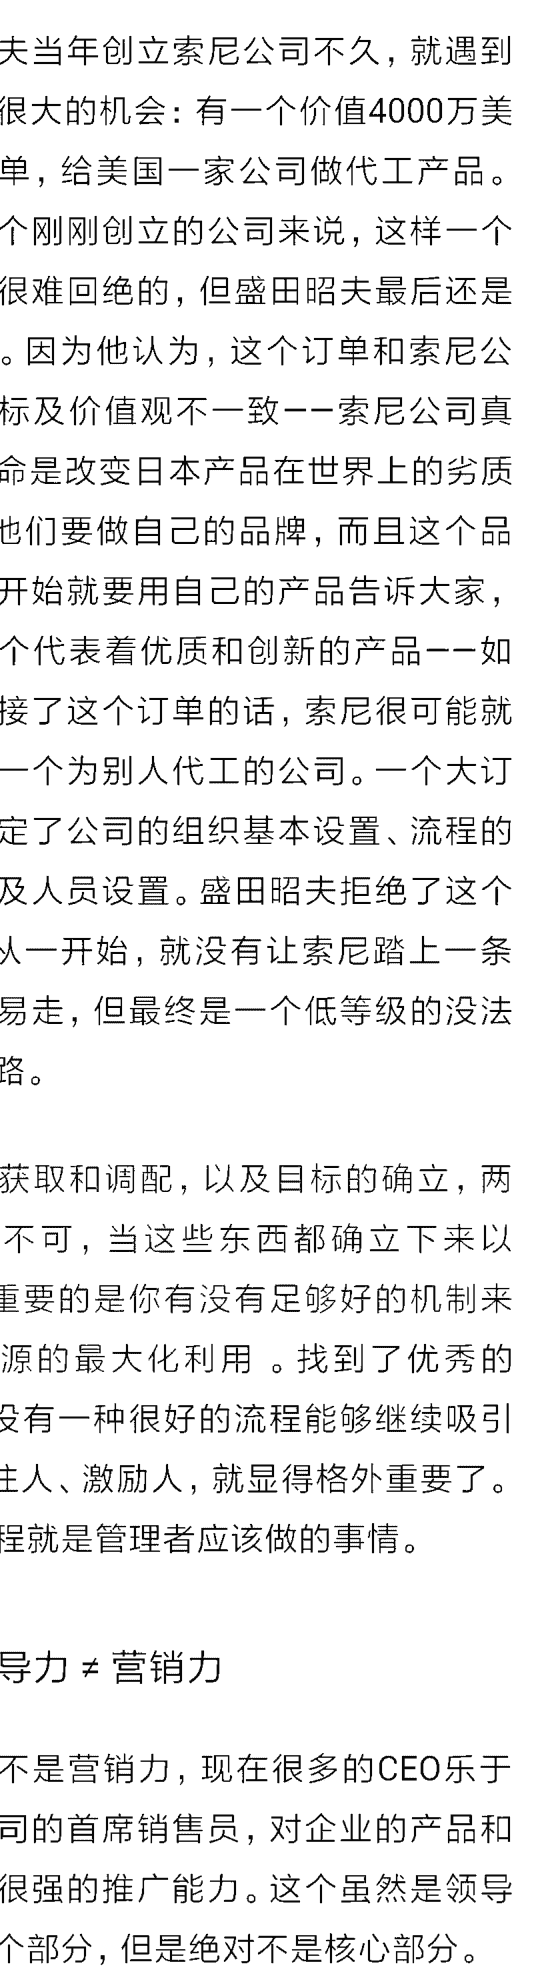 夫当年创立索尼公司不久，就遇到
很大的机会：有一个价值4000万美
单，给美国一家公司做代工产品。
个刚刚创立的公司来说，这样一个
很难回绝的，但盛田昭夫最后还是
。因为他认为，这个订单和索尼公
标及价值观不一致——索尼公司真
命是改变日本产品在世界上的劣质
他们要做自己的品牌，而且这个品
开始就要用自己的产品告诉大家，
个代表着优质和创新的产品——如
接了这个订单的话，索尼很可能就
一个为别人代工的公司。一个大订
定了公司的组织基本设置、流程的
及人员设置。盛田昭夫拒绝了这个
从一开始，就没有让索尼踏上一条
易走，但最终是一个低等级的没法
路。
获取和调配，以及目标的确立，两
不可，当这些东西都确立下来以
重要的是你有没有足够好的机制来
源的最大化利用 。找到了优秀的
没有一种很好的流程能够继续吸引
住人、激励人，就显得格外重要了。
程就是管理者应该做的事情。
导力 ≠ 营销力
不是营销力，现在很多的CEO乐于
司的首席销售员，对企业的产品和
很强的推广能力。这个虽然是领导
个部分，但是绝对不是核心部分。